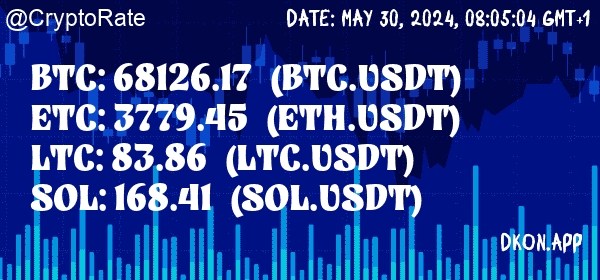 @CryptoRate
DATE: MAY 30, 2024, 08:05:04 GMT+1
BTC: 68126.17 (BTC.USDT)
ETC: 3779.45 (ETH.USDT)
LTC: 83.86 (LTC.USDT)
SOL: 168.41 (SOL.USDT)
DKON.APP